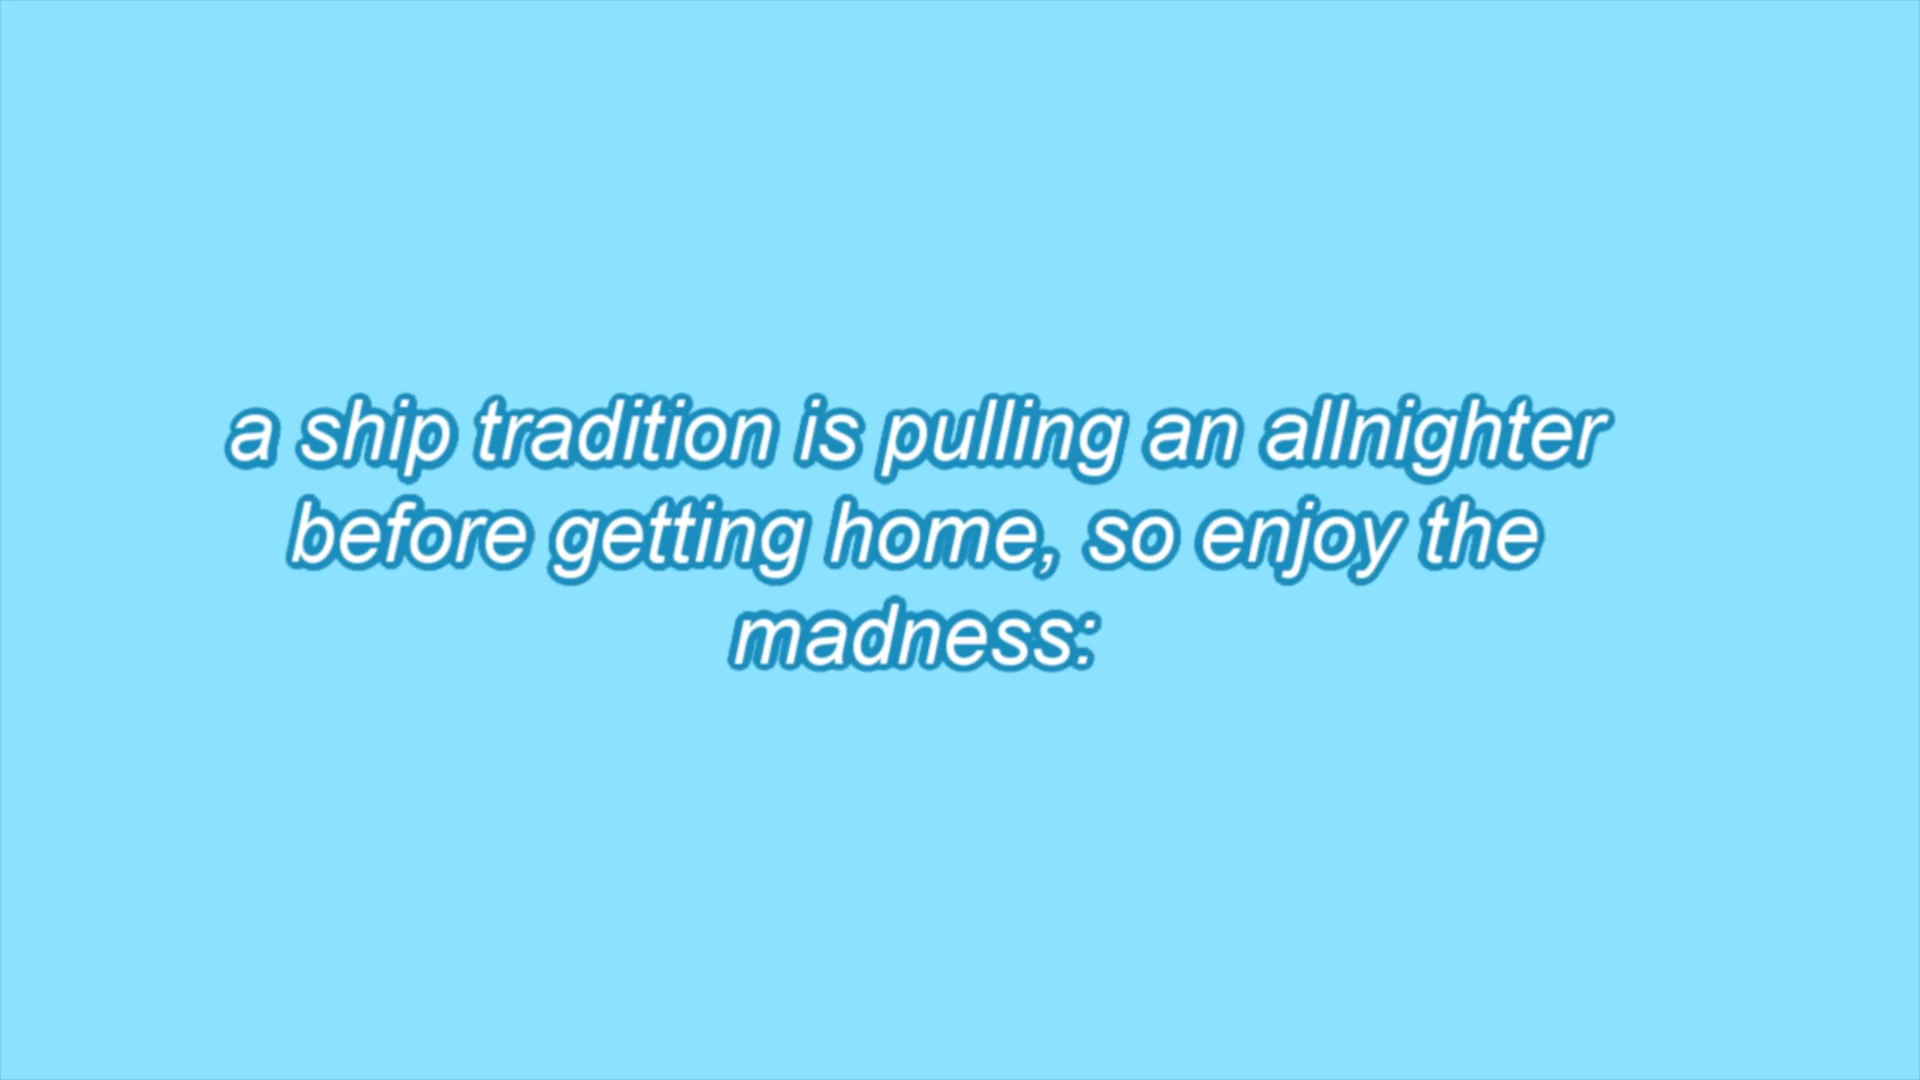 a ship tradition is pulling an allnighter
before getting home, so enjoy the
madness: